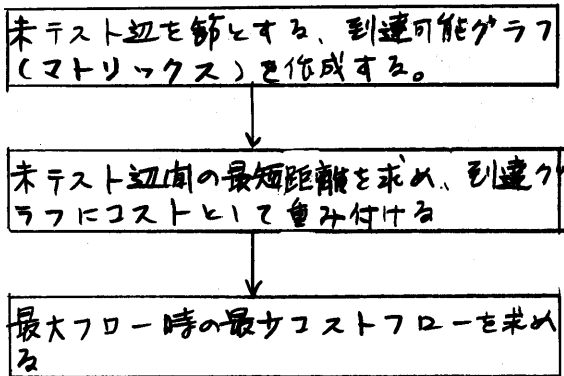 未テスト辺を節とする、到達可能グラフ
(マトリックス)を作成する。
未テスト辺間の最短距離を求め、到達グ
ラフにコストとして重み付ける
最大フロー時の最少コストフローを求め
る